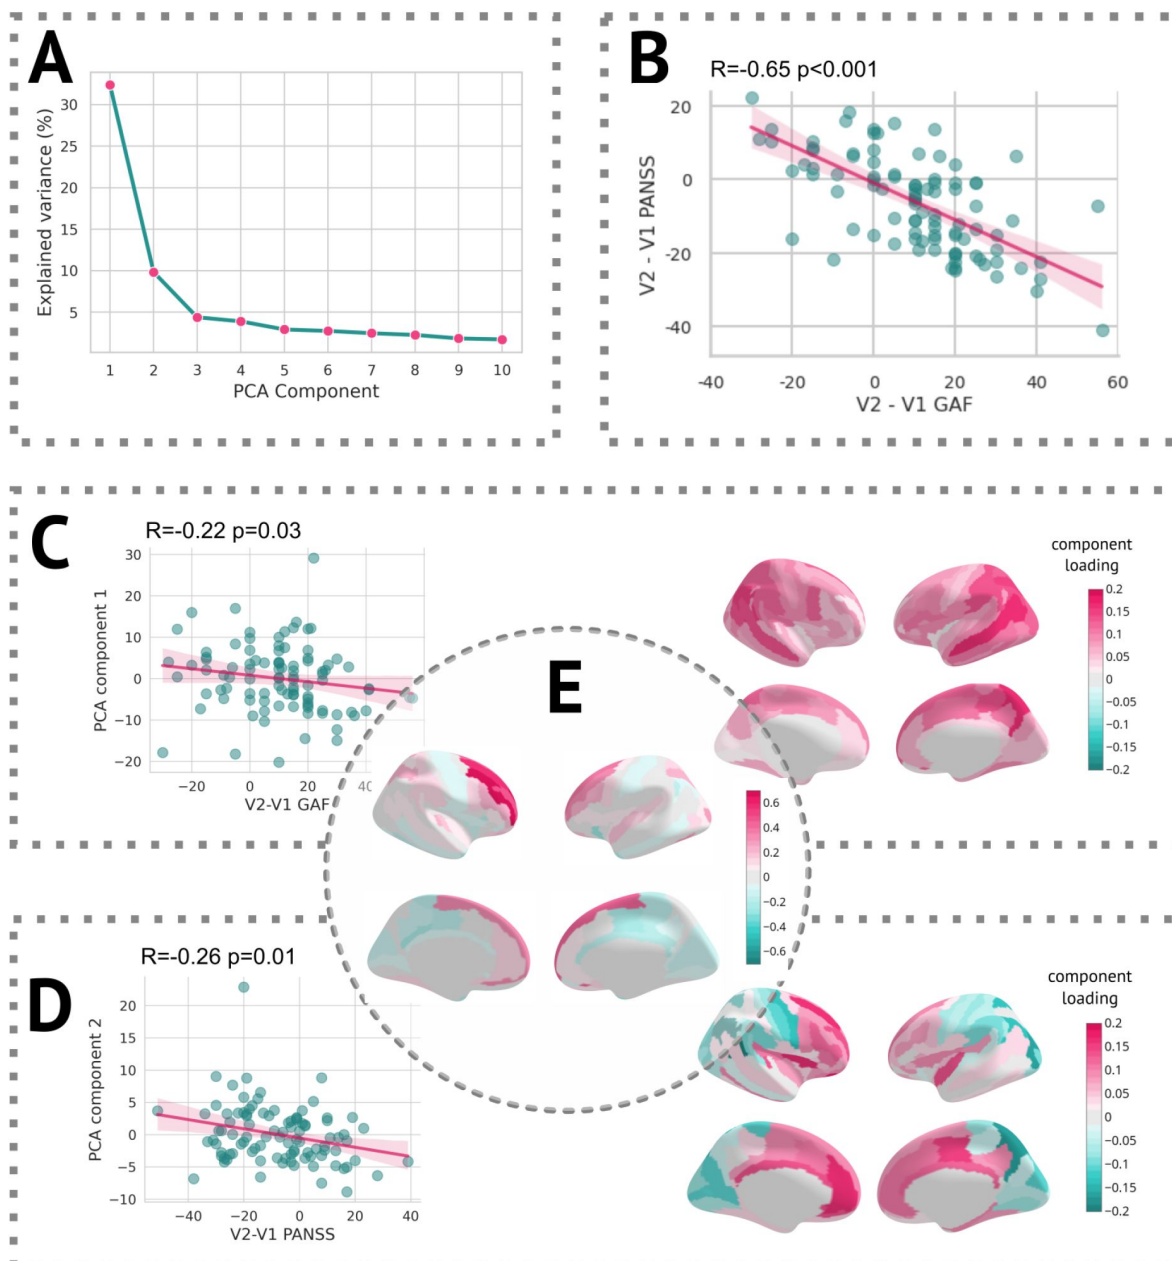 A
30
25
20
15
10
5
Explained variance (%)
1 2 3 4 5 6 7 8 9 10
PCA Component
B
R=-0.65 p<0.001
20
0
-20
-40
V2 - V1 PANSS
-40 -20 0 20 40 60
V2 - V1 GAF
C
R=-0.22 p=0.03
30
20
10
0
−10
−20
PCA component 1
−20 0 20 40
V2-V1 GAF
component
loading
0.2
0.15
0.1
0.05
0
−0.05
−0.1
−0.15
−0.2
E
0.6
0.4
0.2
0
−0.2
−0.4
−0.6
D
R=-0.26 p=0.01
20
15
10
5
0
−5
−10
PCA component 2
−40 −20 0 20 40
V2-V1 PANSS
component
loading
0.2
0.15
0.1
0.05
0
−0.05
−0.1
−0.15
−0.2